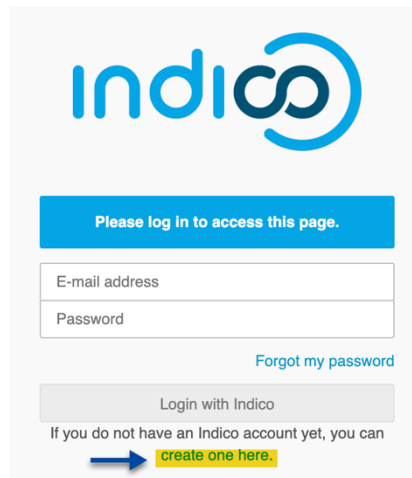 indico
Please log in to access this page.
E-mail address
Password
Forgot my password
Login with Indico
If you do not have an Indico account yet, you can
create one here.